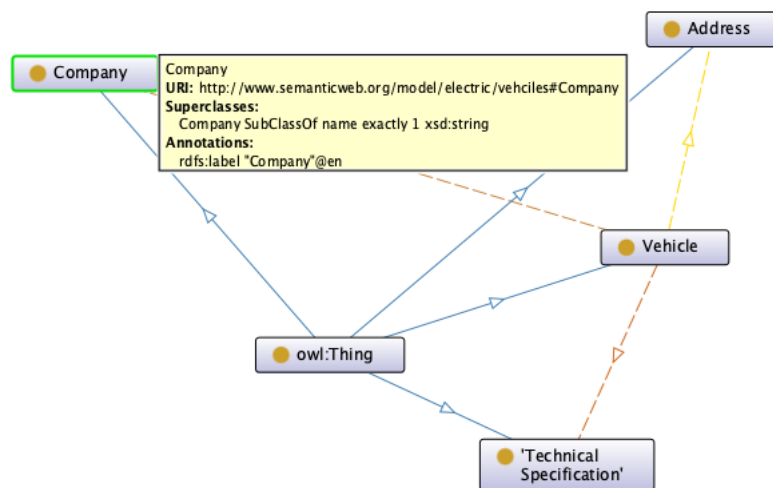 Address
Company
Company
URI: http://www.semanticweb.org/model/electric/vehciles#Company
Superclasses:
Company SubClassOf name exactly 1 xsd:string
Annotations:
rdfs:label "Company"@en
Vehicle
owl:Thing
'Technical
Specification'